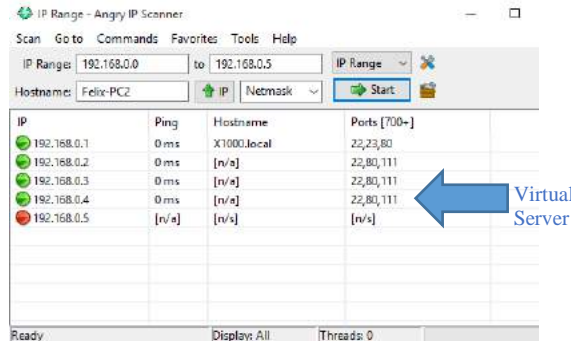 IP Range - Angry IP Scanner
Scan Go to Commands Favorites Tools Help
IP Range: 192.168.0.0 to 192.168.0.5 IP Range
Hostname: Felix-PC2 IP Netmask Start
IP Ping Hostname Ports [700+]
192.168.0.1 0 ms X1000.local 22,23,80
192.168.0.2 0 ms [n/a] 22,80,111
192.168.0.3 0 ms [n/a] 22,80,111
192.168.0.4 0 ms [n/a] 22,80,111
192.168.0.5 [n/a] [n/s] [n/s]
Virtual
Server
Ready Display: All Threads: 0